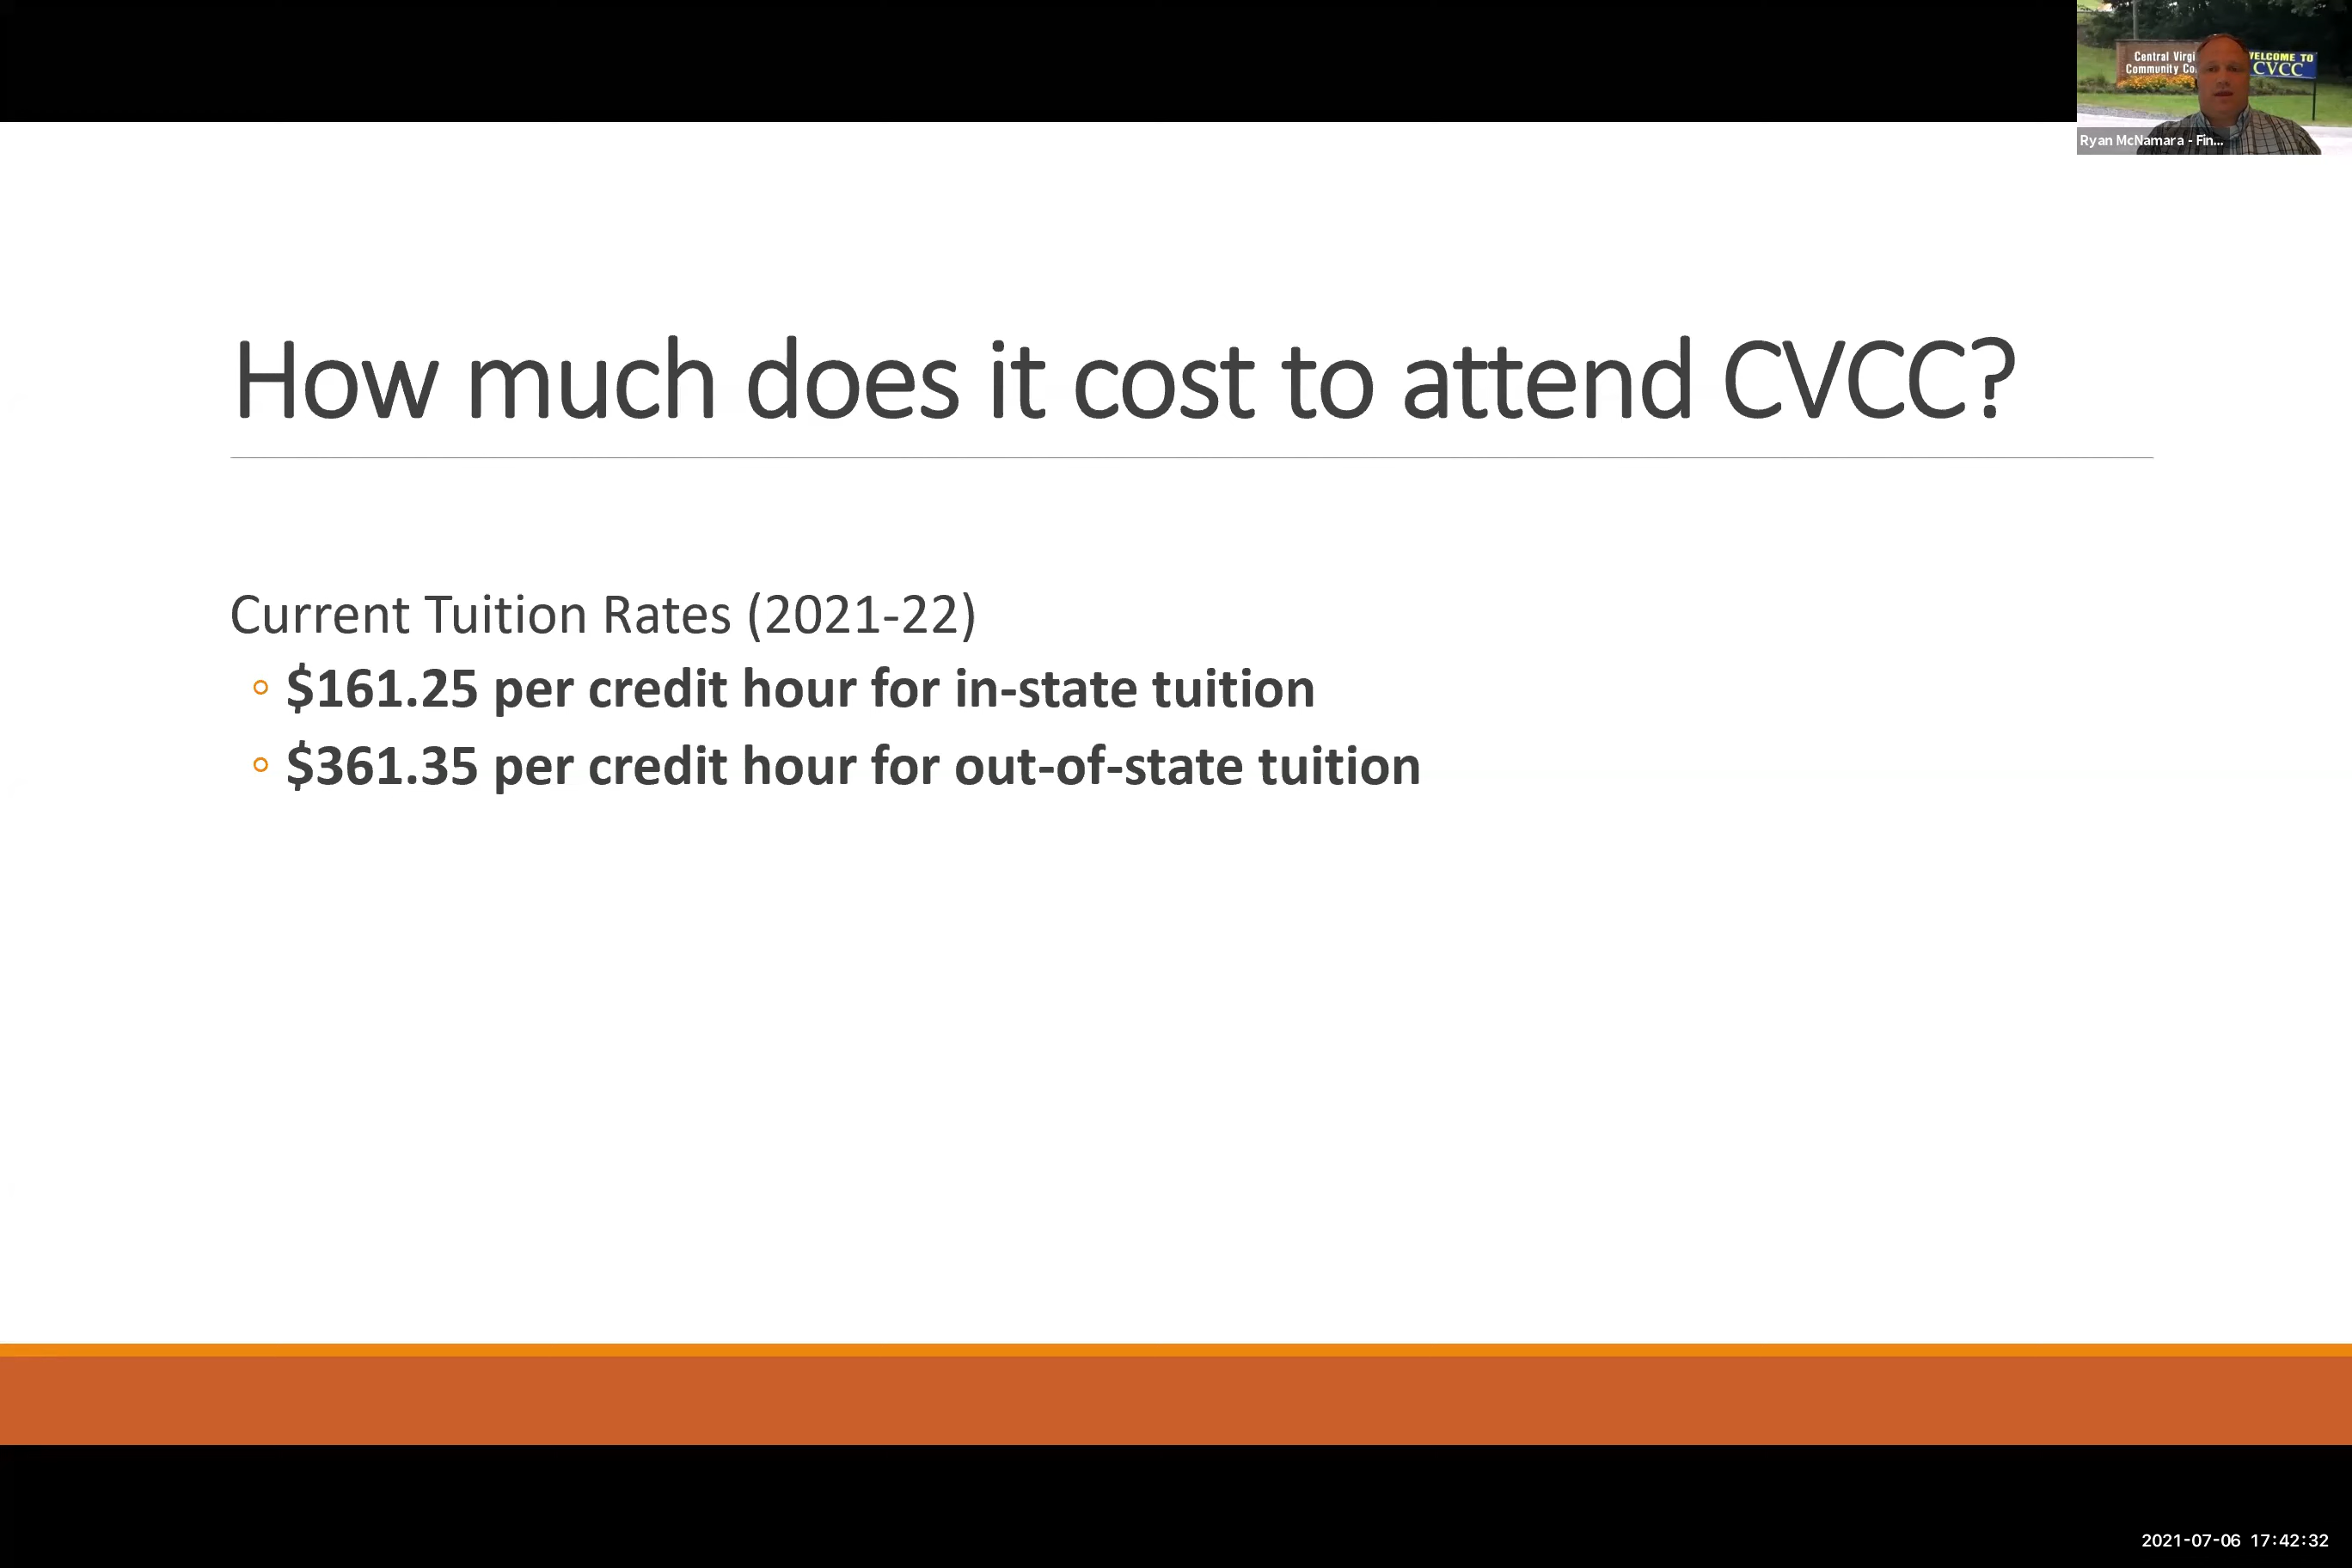 Central Virgi
Community Co
WELCOME TO
CVCC
Ryan McNamara - Fin...
How much does it cost to attend CVCC?
Current Tuition Rates (2021-22)
$161.25 per credit hour for in-state tuition
$361.35 per credit hour for out-of-state tuition
2021-07-06 17:42:32